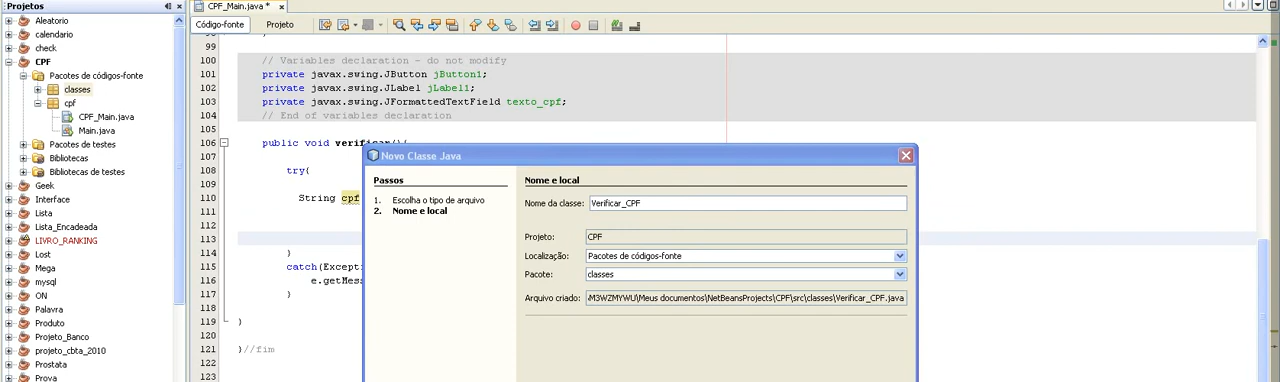 Projetos
Aleatorio
calendario
check
CPF
Pacotes de códigos-fonte
classes
cpf
CPF_Main.java
Main.java
Pacotes de testes
Bibliotecas
Bibliotecas de testes
Geek
Interface
Lista
Lista_Encadeada
LIVRO_RANKING
Lost
Mega
mysql
ON
Palavra
Produto
Projeto_Banco
projeto_cbta_2010
Prostata
Prova
CPF_Main.java *
Código-fonte Projeto
99
100 // Variables declaration - do not modify
101 private javax.swing.JButton jButton1;
102 private javax.swing.JLabel jLabel1;
103 private javax.swing.JFormattedTextField texto_cpf;
104 // End of variables declaration
105
106 public void verificar(){
107
108 try{
109
110 String cpf
111
112
113
114 }
115 catch(Except
116 e.getMes
117 }
118
119 }
120
121 }//fim
122
123
Novo Classe Java
Passos
1. Escolha o tipo de arquivo
2. Nome e local
Nome e local
Nome da classe: Verificar_CPF
Projeto: CPF
Localização: Pacotes de códigos-fonte
Pacote: classes
Arquivo criado: M3WZMYWU\Meus documentos\NetBeansProjects\CPF\src\classes\Verificar_CPF.java